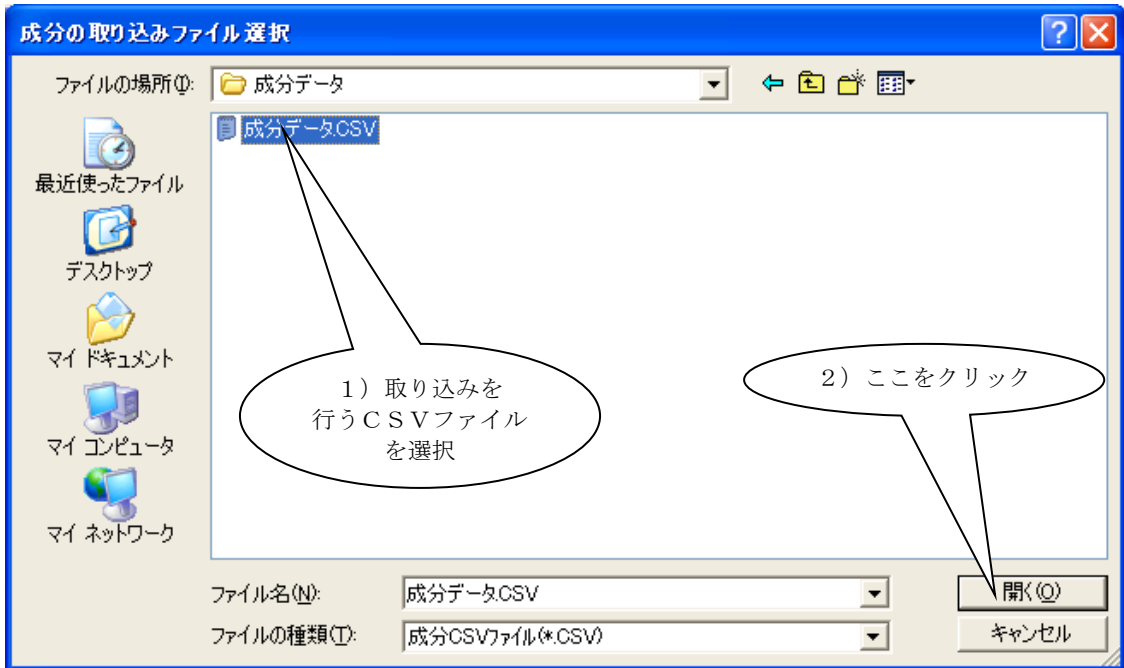 成分の取り込みファイル選択
ファイルの場所(I):
成分データ
成分データ.CSV
最近使ったファイル
デスクトップ
マイ ドキュメント
マイ コンピュータ
マイ ネットワーク
1）取り込みを
行うＣＳＶファイル
を選択
2）ここをクリック
ファイル名(N):
成分データ.CSV
開く(O)
ファイルの種類(T):
成分CSVファイル(*.CSV)
キャンセル